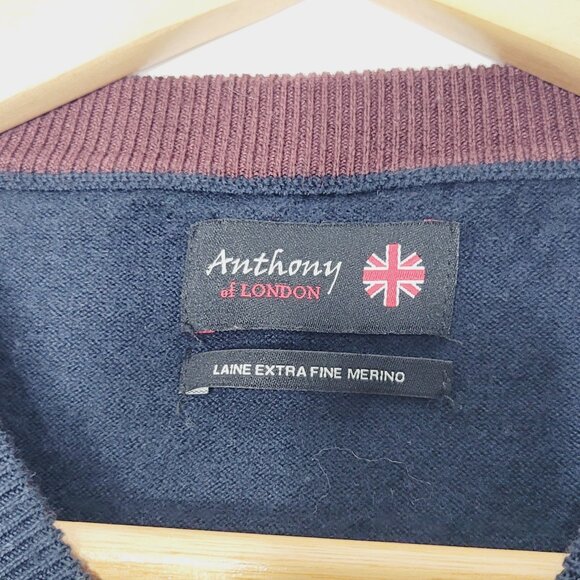 Anthony
of LONDON
LAINE EXTRA FINE MERINO